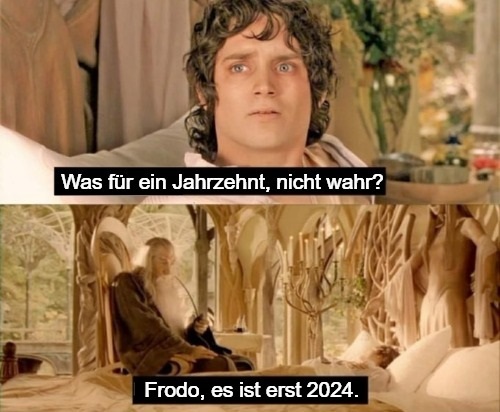 Was für ein Jahrzehnt, nicht wahr?
Frodo, es ist erst 2024.